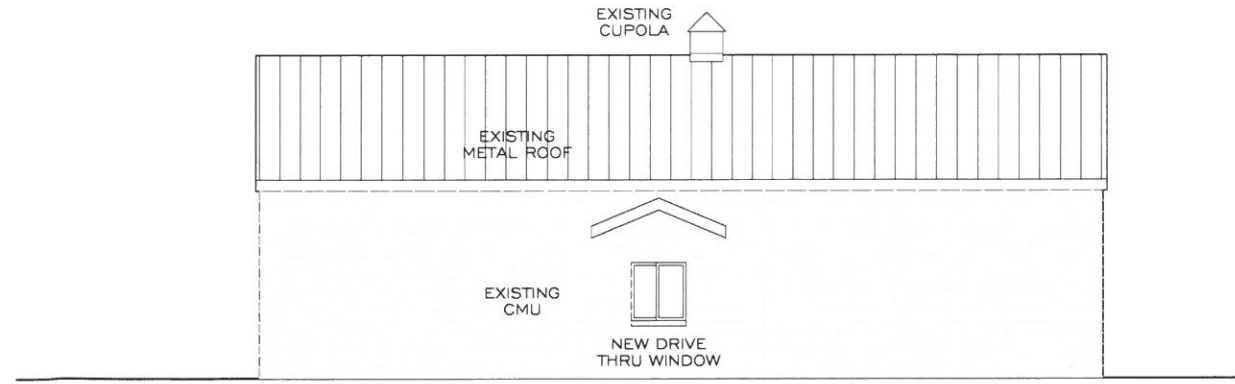 EXISTING
CUPOLA
EXISTING
METAL ROOF
EXISTING
CMU
NEW DRIVE
THRU WINDOW